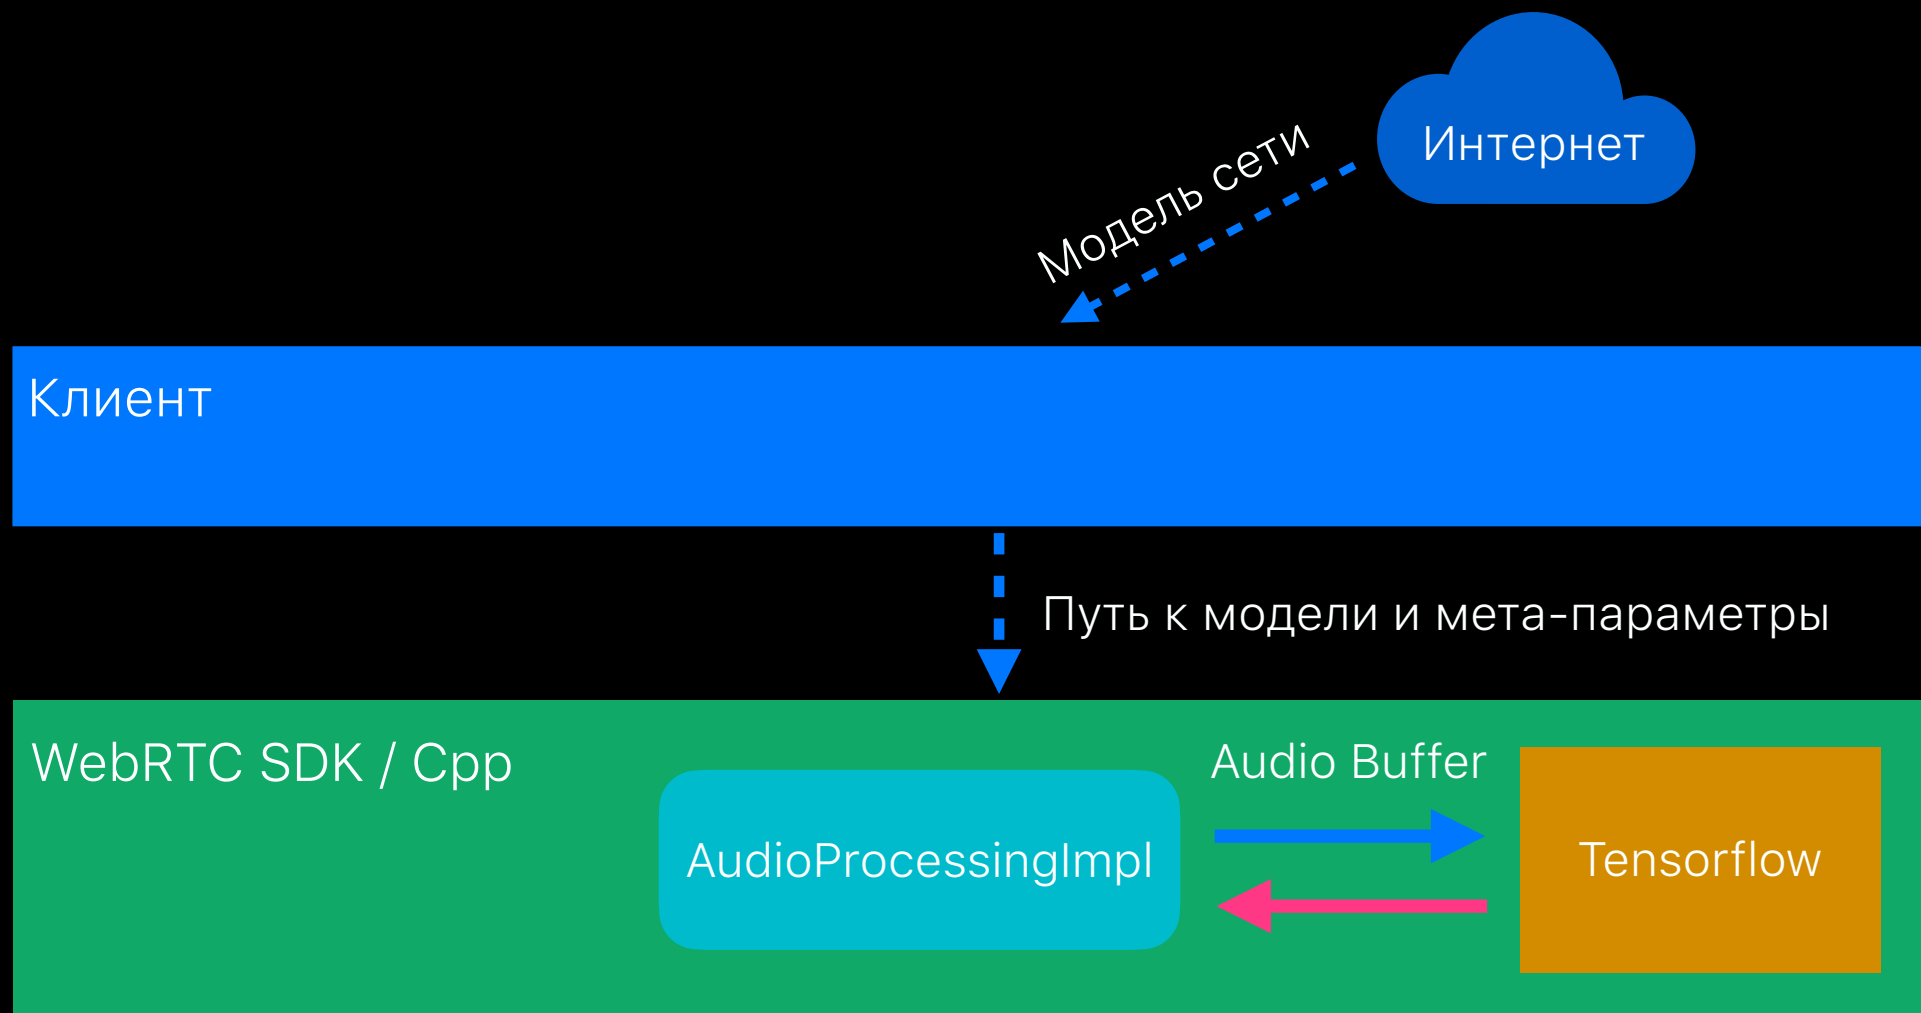 Интернет
Модель сети
Клиент
Путь к модели и мета-параметры
WebRTC SDK / Cpp
Audio Buffer
AudioProcessingImpl
Tensorflow